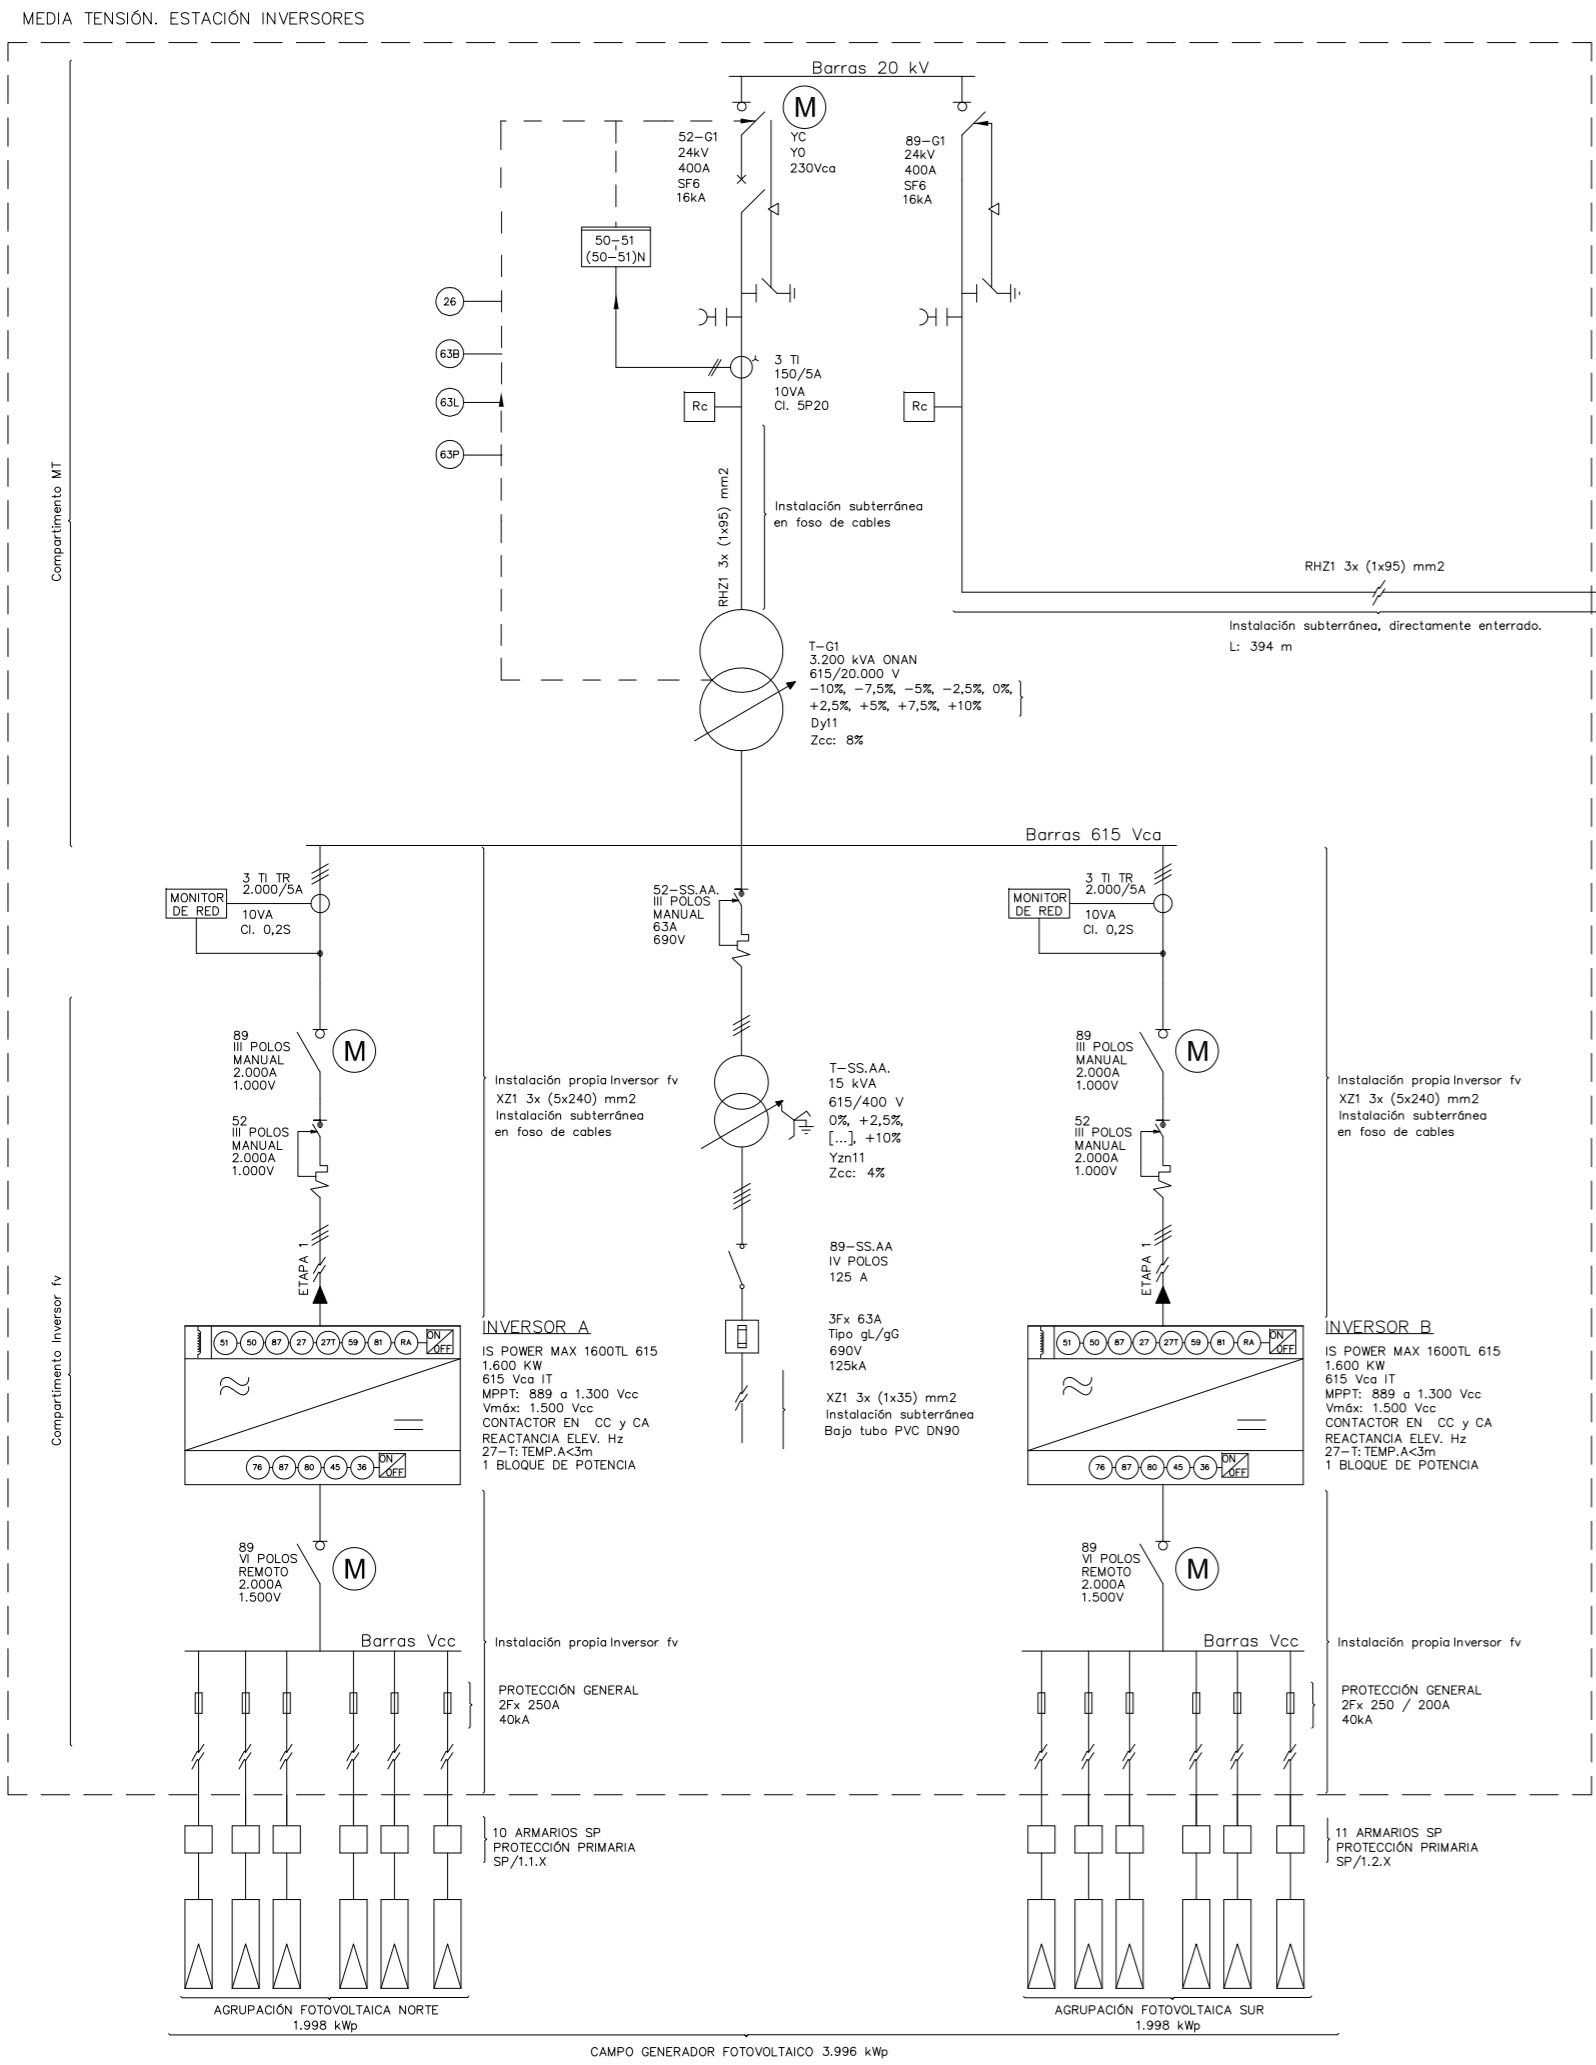 MEDIA TENSIÓN. ESTACIÓN INVERSORES
Barras 20 kV
M
52-G1
24kV
400A
SF6
16kA
YC
Y0
230Vca
89-G1
24kV
400A
SF6
16kA
50-51
(50-51)N
26
63B
63L
63P
3 TI
150/5A
10VA
Cl. 5P20
Rc
Rc
Compartimento MT
RHZ1 3x (1x95) mm2
Instalación subterránea
en foso de cables
RHZ1 3x (1x95) mm2
Instalación subterránea, directamente enterrado.
L: 394 m
T-G1
3.200 kVA ONAN
615/20.000 V
-10%, -7,5%, -5%, -2,5%, 0%,
+2,5%, +5%, +7,5%, +10%
Dy11
Zcc: 8%
Barras 615 Vca
MONITOR
DE RED
3 TI TR
2.000/5A
10VA
Cl. 0,2S
52-SS.AA.
III POLOS
MANUAL
63A
690V
MONITOR
DE RED
3 TI TR
2.000/5A
10VA
Cl. 0,2S
89
III POLOS
MANUAL
2.000A
1.000V
M
52
III POLOS
MANUAL
2.000A
1.000V
Instalación propia Inversor fv
XZ1 3x (5x240) mm2
Instalación subterránea
en foso de cables
T-SS.AA.
15 kVA
615/400 V
0%, +2,5%,
[...], +10%
Yzn11
Zcc: 4%
89
III POLOS
MANUAL
2.000A
1.000V
M
52
III POLOS
MANUAL
2.000A
1.000V
Instalación propia Inversor fv
XZ1 3x (5x240) mm2
Instalación subterránea
en foso de cables
Compartimento Inversor fv
ETAPA 1
89-SS.AA
IV POLOS
125 A
3Fx 63A
Tipo gL/gG
690V
125kA
XZ1 3x (1x35) mm2
Instalación subterránea
Bajo tubo PVC DN90
ETAPA 1
51 50 87 27 27T 59 81 RA ON OFF
76 87 80 45 36 ON OFF
INVERSOR A
IS POWER MAX 1600TL 615
1.600 KW
615 Vca IT
MPPT: 889 a 1.300 Vcc
Vmáx: 1.500 Vcc
CONTACTOR EN CC y CA
REACTANCIA ELEV. Hz
27-T: TEMP.A<3m
1 BLOQUE DE POTENCIA
51 50 87 27 27T 59 81 RA ON OFF
76 87 80 45 36 ON OFF
INVERSOR B
IS POWER MAX 1600TL 615
1.600 KW
615 Vca IT
MPPT: 889 a 1.300 Vcc
Vmáx: 1.500 Vcc
CONTACTOR EN CC y CA
REACTANCIA ELEV. Hz
27-T: TEMP.A<3m
1 BLOQUE DE POTENCIA
89
VI POLOS
REMOTO
2.000A
1.500V
M
Barras Vcc
Instalación propia Inversor fv
PROTECCIÓN GENERAL
2Fx 250A
40kA
89
VI POLOS
REMOTO
2.000A
1.500V
M
Barras Vcc
Instalación propia Inversor fv
PROTECCIÓN GENERAL
2Fx 250 / 200A
40kA
10 ARMARIOS SP
PROTECCIÓN PRIMARIA
SP/1.1.X
11 ARMARIOS SP
PROTECCIÓN PRIMARIA
SP/1.2.X
AGRUPACIÓN FOTOVOLTAICA NORTE
1.998 kWp
AGRUPACIÓN FOTOVOLTAICA SUR
1.998 kWp
CAMPO GENERADOR FOTOVOLTAICO 3.996 kWp